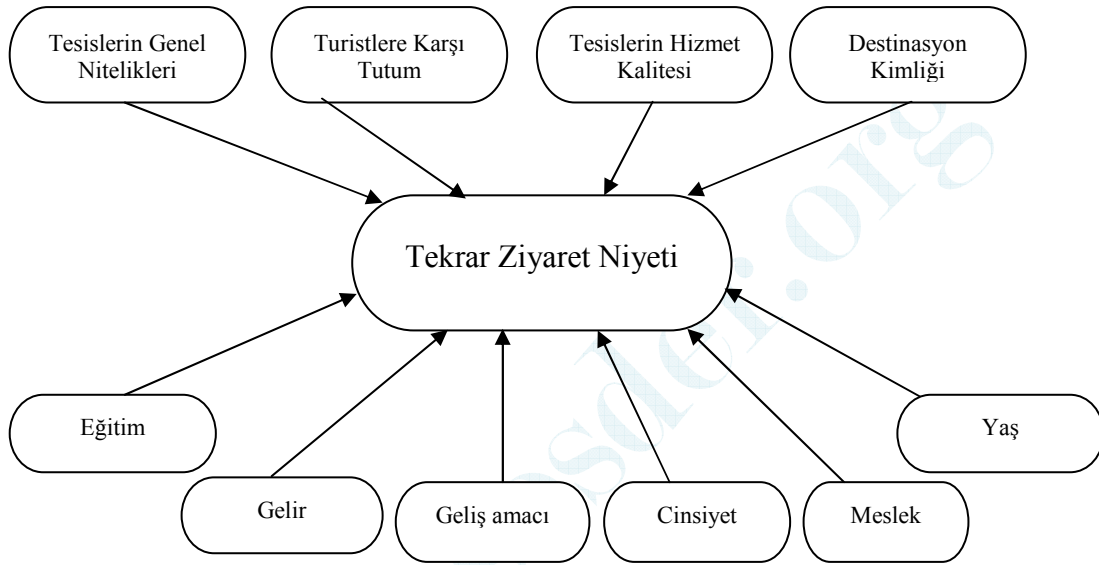 Tesislerin Genel
Nitelikleri
Turistlere Karşı
Tutum
Tesislerin Hizmet
Kalitesi
Destinasyon
Kimliği
Tekrar Ziyaret Niyeti
Eğitim
Yaş
Gelir
Geliş amacı
Cinsiyet
Meslek